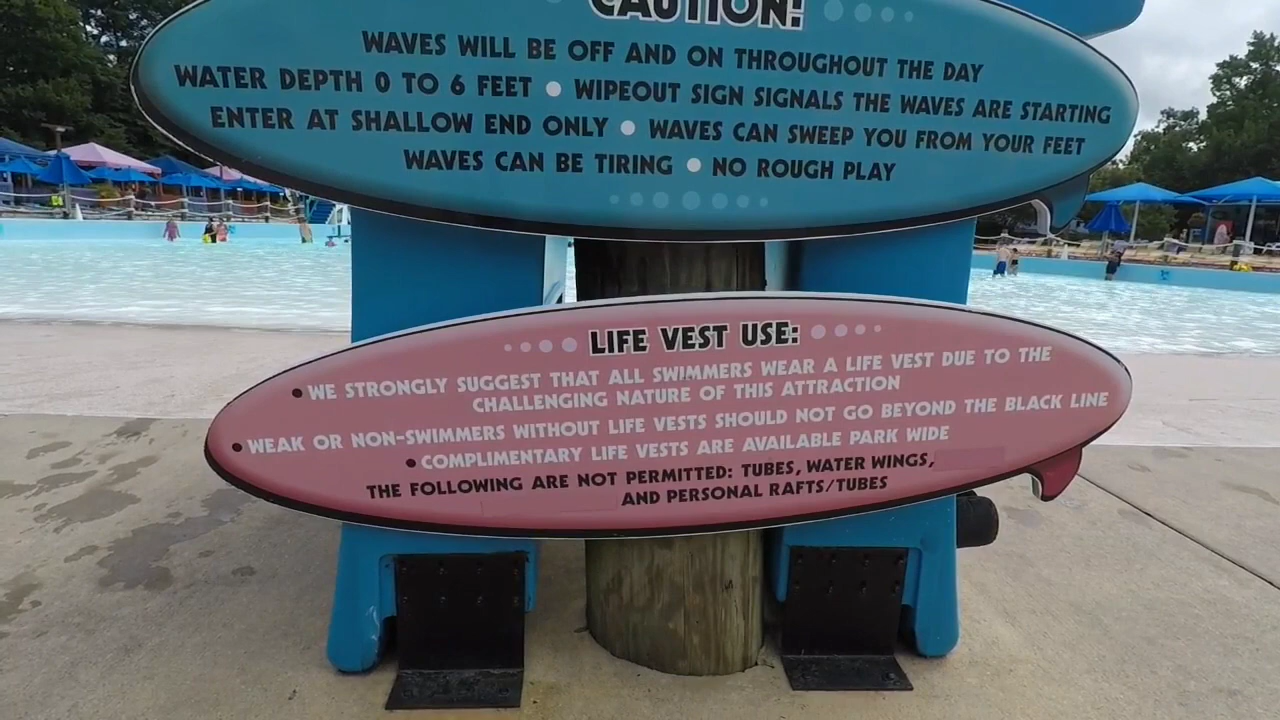 CAUTION!
WAVES WILL BE OFF AND ON THROUGHOUT THE DAY
WATER DEPTH 0 TO 6 FEET • WIPEOUT SIGN SIGNALS THE WAVES ARE STARTING
ENTER AT SHALLOW END ONLY • WAVES CAN SWEEP YOU FROM YOUR FEET
WAVES CAN BE TIRING • NO ROUGH PLAY
LIFE VEST USE:
• WE STRONGLY SUGGEST THAT ALL SWIMMERS WEAR A LIFE VEST DUE TO THE
CHALLENGING NATURE OF THIS ATTRACTION
• WEAK OR NON-SWIMMERS WITHOUT LIFE VESTS SHOULD NOT GO BEYOND THE BLACK LINE
• COMPLIMENTARY LIFE VESTS ARE AVAILABLE PARK WIDE
THE FOLLOWING ARE NOT PERMITTED: TUBES, WATER WINGS,
AND PERSONAL RAFTS/TUBES